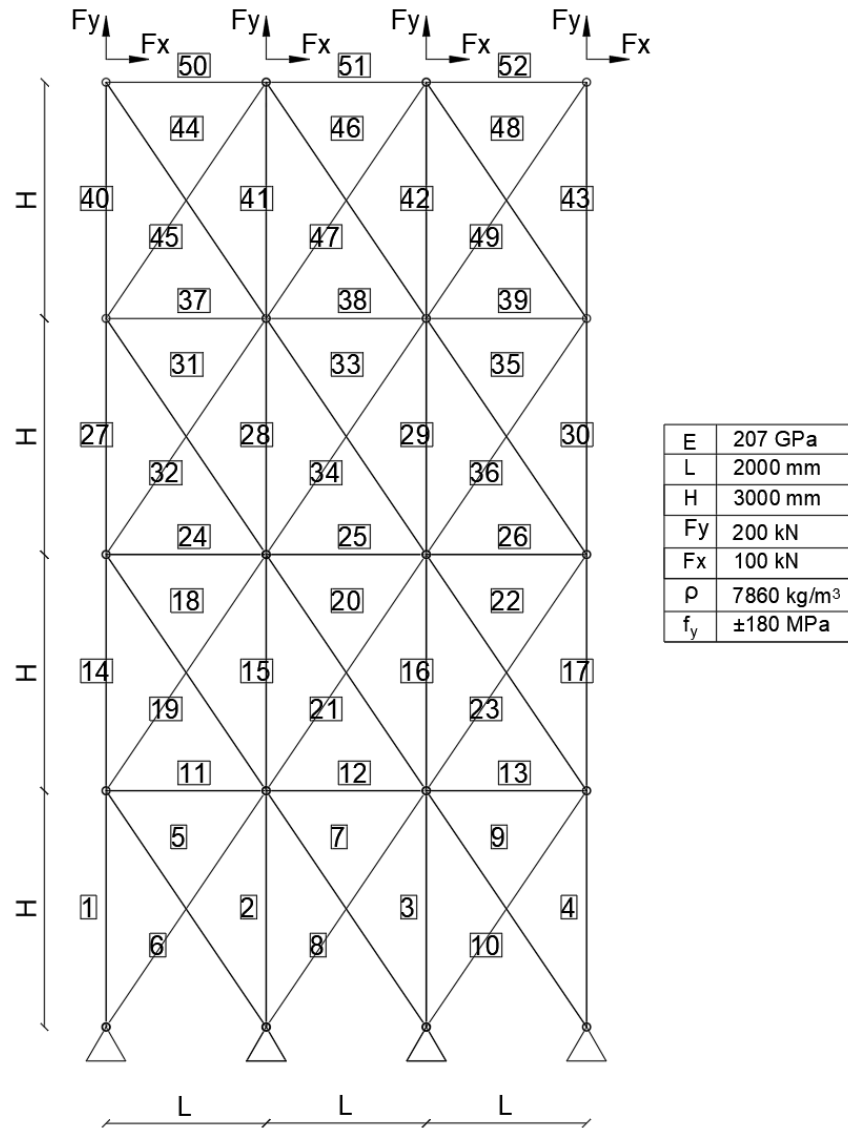 Fy Fy Fy Fy
Fx Fx Fx Fx
50 51 52
44 46 48
H 40 41 42 43
45 47 49
37 38 39
31 33 35
H 27 28 29 30
32 34 36
24 25 26
18 20 22
H 14 15 16 17
19 21 23
11 12 13
5 7 9
H 1 2 3 4
6 8 10
L L L
E 207 GPa
L 2000 mm
H 3000 mm
Fy 200 kN
Fx 100 kN
ρ 7860 kg/m³
fy ±180 MPa